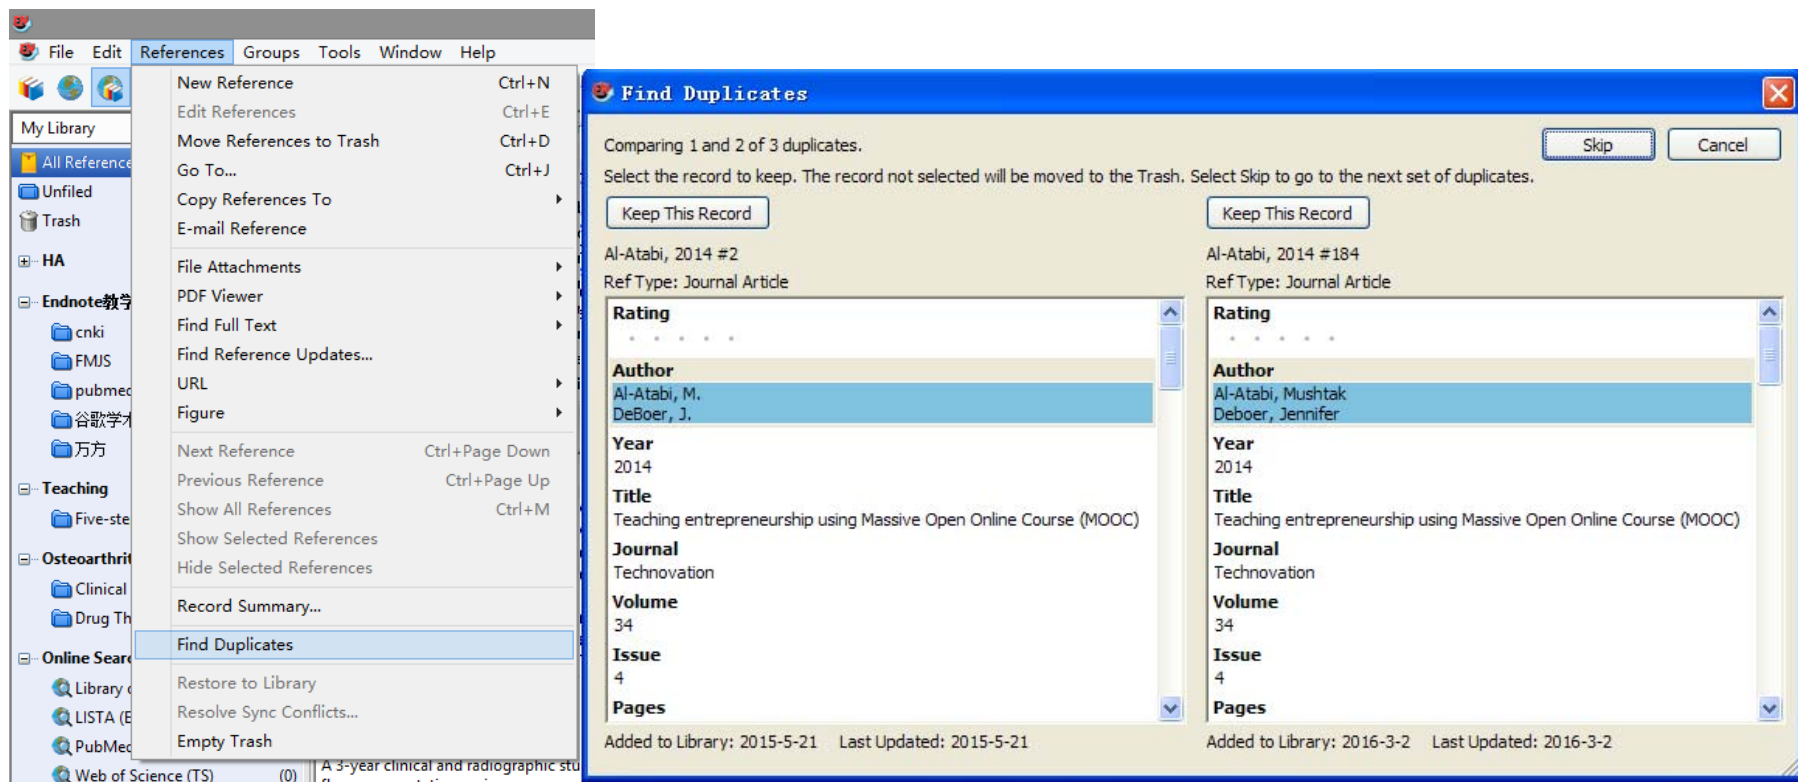 File Edit References Groups Tools Window Help
My Library
All Reference
Unfiled
Trash
HA
Endnote教学
cnki
FMJS
pubmed
谷歌学术
万方
Teaching
Five-ste
Osteoarthrit
Clinical
Drug Th
Online Sear
Library
LISTA (E
PubMed
Web of Science (TS) (0)
New Reference Ctrl+N
Edit References Ctrl+E
Move References to Trash Ctrl+D
Go To... Ctrl+J
Copy References To
E-mail Reference
File Attachments
PDF Viewer
Find Full Text
Find Reference Updates...
URL
Figure
Next Reference Ctrl+Page Down
Previous Reference Ctrl+Page Up
Show All References Ctrl+M
Show Selected References
Hide Selected References
Record Summary...
Find Duplicates
Restore to Library
Resolve Sync Conflicts...
Empty Trash
A 3-year clinical and radiographic stu
Find Duplicates
Comparing 1 and 2 of 3 duplicates.
Skip Cancel
Select the record to keep. The record not selected will be moved to the Trash. Select Skip to go to the next set of duplicates.
Keep This Record
Al-Atabi, 2014 #2
Ref Type: Journal Article
Rating
Author
Al-Atabi, M.
DeBoer, J.
Year
2014
Title
Teaching entrepreneurship using Massive Open Online Course (MOOC)
Journal
Technovation
Volume
34
Issue
4
Pages
Added to Library: 2015-5-21 Last Updated: 2015-5-21
Keep This Record
Al-Atabi, 2014 #184
Ref Type: Journal Article
Rating
Author
Al-Atabi, Mushtak
Deboer, Jennifer
Year
2014
Title
Teaching entrepreneurship using Massive Open Online Course (MOOC)
Journal
Technovation
Volume
34
Issue
4
Pages
Added to Library: 2016-3-2 Last Updated: 2016-3-2